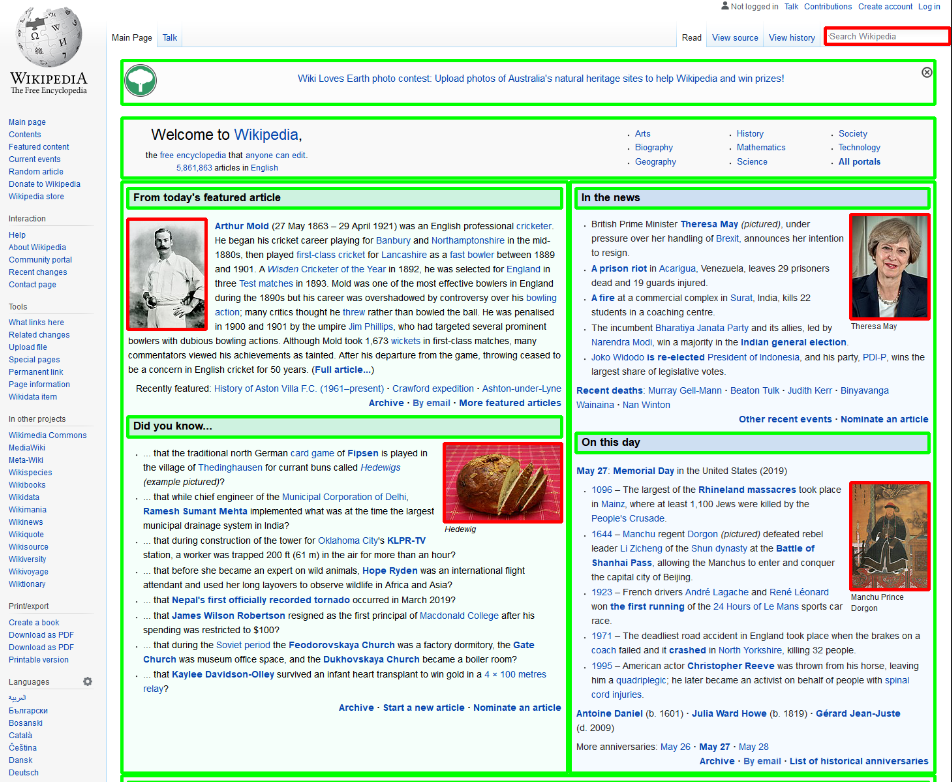 Not logged in Talk Contributions Create account Log in
Main Page Talk Read View source View history Search Wikipedia
WIKIPEDIA
The Free Encyclopedia
Main page
Contents
Featured content
Current events
Random article
Donate to Wikipedia
Wikipedia store
Interaction
Help
About Wikipedia
Community portal
Recent changes
Contact page
Tools
What links here
Related changes
Upload file
Special pages
Permanent link
Page information
Wikidata item
In other projects
Wikimedia Commons
MediaWiki
Meta-Wiki
Wikispecies
Wikibooks
Wikidata
Wikimania
Wikinews
Wikiquote
Wikisource
Wikiversity
Wikivoyage
Wiktionary
Print/export
Create a book
Download as PDF
Download as PDF
Printable version
Languages
العربية
Български
Bosanski
Català
Čeština
Dansk
Deutsch
Wiki Loves Earth photo contest: Upload photos of Australia's natural heritage sites to help Wikipedia and win prizes!
Welcome to Wikipedia,
the free encyclopedia that anyone can edit.
5,861,863 articles in English
Arts
Biography
Geography
History
Mathematics
Science
Society
Technology
All portals
From today's featured article
Arthur Mold (27 May 1863 – 29 April 1921) was an English professional cricketer.
He began his cricket career playing for Banbury and Northamptonshire in the mid-
1880s, then played first-class cricket for Lancashire as a fast bowler between 1889
and 1901. A Wisden Cricketer of the Year in 1892, he was selected for England in
three Test matches in 1893. Mold was one of the most effective bowlers in England
during the 1890s but his career was overshadowed by controversy over his bowling
action; many critics thought he threw rather than bowled the ball. He was penalised
in 1900 and 1901 by the umpire Jim Phillips, who had targeted several prominent
bowlers with dubious bowling actions. Although Mold took 1,673 wickets in first-class matches, many
commentators viewed his achievements as tainted. After his departure from the game, throwing ceased to
be a concern in English cricket for 50 years. (Full article...)
Recently featured: History of Aston Villa F.C. (1961–present) · Crawford expedition · Ashton-under-Lyne
Archive · By email · More featured articles
Did you know...
... that the traditional north German card game of Fipsen is played in
the village of Thedinghausen for currant buns called Hedewigs
(example pictured)?
... that while chief engineer of the Municipal Corporation of Delhi,
Ramesh Sumant Mehta implemented what was at the time the largest
municipal drainage system in India?
... that during construction of the tower for Oklahoma City's KLPR-TV
station, a worker was trapped 200 ft (61 m) in the air for more than an hour?
... that before she became an expert on wild animals, Hope Ryden was an international flight
attendant and used her long layovers to observe wildlife in Africa and Asia?
... that Nepal's first officially recorded tornado occurred in March 2019?
... that James Wilson Robertson resigned as the first principal of Macdonald College after his
spending was restricted to $100?
... that during the Soviet period the Feodorovskaya Church was a factory dormitory, the Gate
Church was museum office space, and the Dukhovskaya Church became a boiler room?
... that Kaylee Davidson-Olley survived an infant heart transplant to win gold in a 4 × 100 metres
relay?
Hedewig
Archive · Start a new article · Nominate an article
In the news
British Prime Minister Theresa May (pictured), under
pressure over her handling of Brexit, announces her intention
to resign.
A prison riot in Acarigua, Venezuela, leaves 29 prisoners
dead and 19 guards injured.
A fire at a commercial complex in Surat, India, kills 22
students in a coaching centre.
The incumbent Bharatiya Janata Party and its allies, led by
Narendra Modi, win a majority in the Indian general election.
Joko Widodo is re-elected President of Indonesia, and his party, PDI-P, wins the
largest share of legislative votes.
Theresa May
Recent deaths: Murray Gell-Mann · Beaton Tulk · Judith Kerr · Binyavanga
Wainaina · Nan Winton
Other recent events · Nominate an article
On this day
May 27: Memorial Day in the United States (2019)
1096 – The largest of the Rhineland massacres took place
in Mainz, where at least 1,100 Jews were killed by the
People's Crusade.
1644 – Manchu regent Dorgon (pictured) defeated rebel
leader Li Zicheng of the Shun dynasty at the Battle of
Shanhai Pass, allowing the Manchus to enter and conquer
the capital city of Beijing.
1923 – French drivers André Lagache and René Léonard
won the first running of the 24 Hours of Le Mans sports car
race.
1971 – The deadliest road accident in England took place when the brakes on a
coach failed and it crashed in North Yorkshire, killing 32 people.
1995 – American actor Christopher Reeve was thrown from his horse, leaving
him a quadriplegic; he later became an activist on behalf of people with spinal
cord injuries.
Manchu Prince
Dorgon
Antoine Daniel (b. 1601) · Julia Ward Howe (b. 1819) · Gérard Jean-Juste
(d. 2009)
More anniversaries: May 26 · May 27 · May 28
Archive · By email · List of historical anniversaries